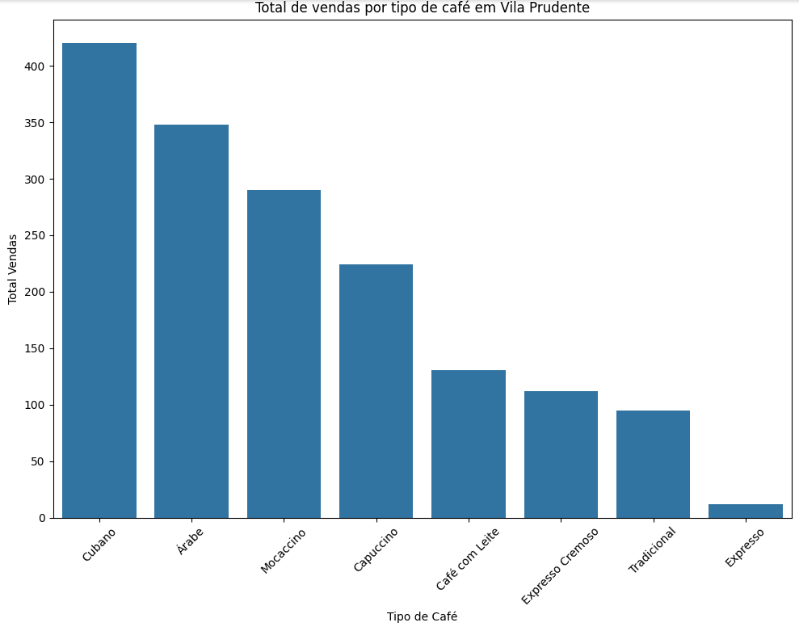 Total de vendas por tipo de café em Vila Prudente
Total Vendas
400
350
300
250
200
150
100
50
0
Cubano
Árabe
Mocaccino
Capuccino
Café com Leite
Expresso Cremoso
Tradicional
Expresso
Tipo de Café